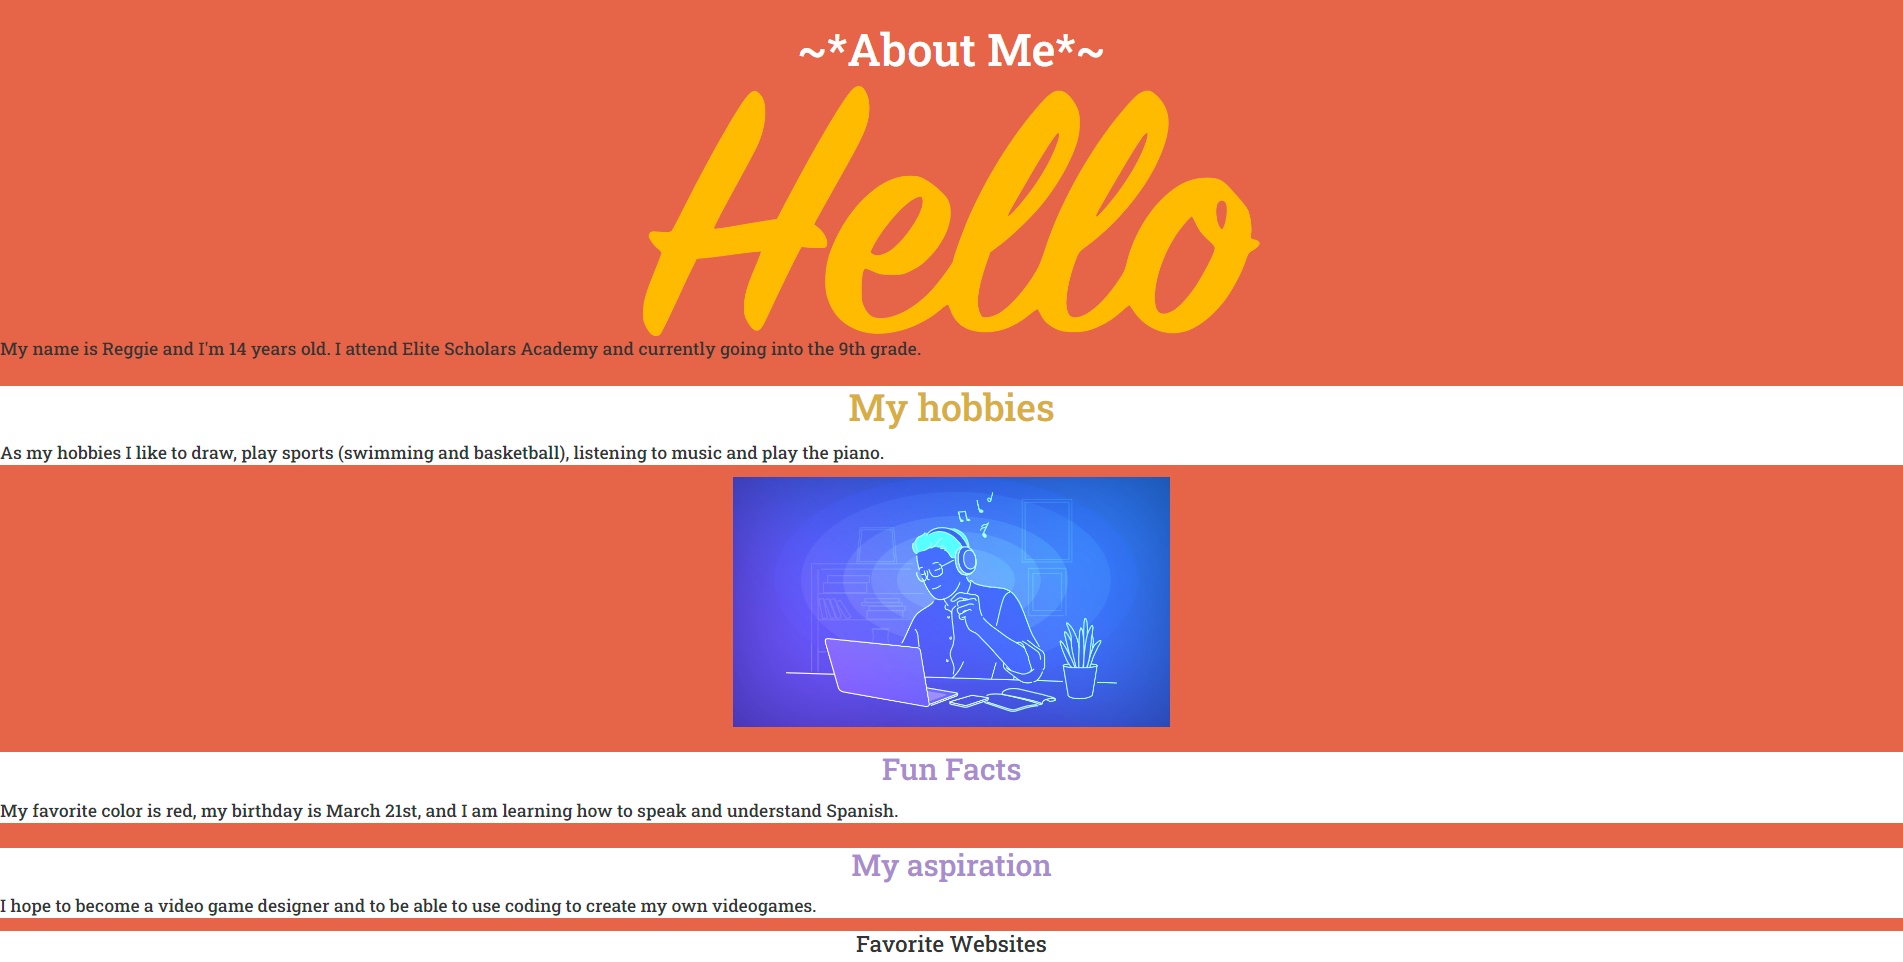 ~*About Me*~
Hello
My name is Reggie and I'm 14 years old. I attend Elite Scholars Academy and currently going into the 9th grade.
My hobbies
As my hobbies I like to draw, play sports (swimming and basketball), listening to music and play the piano.
Fun Facts
My favorite color is red, my birthday is March 21st, and I am learning how to speak and understand Spanish.
My aspiration
I hope to become a video game designer and to be able to use coding to create my own videogames.
Favorite Websites